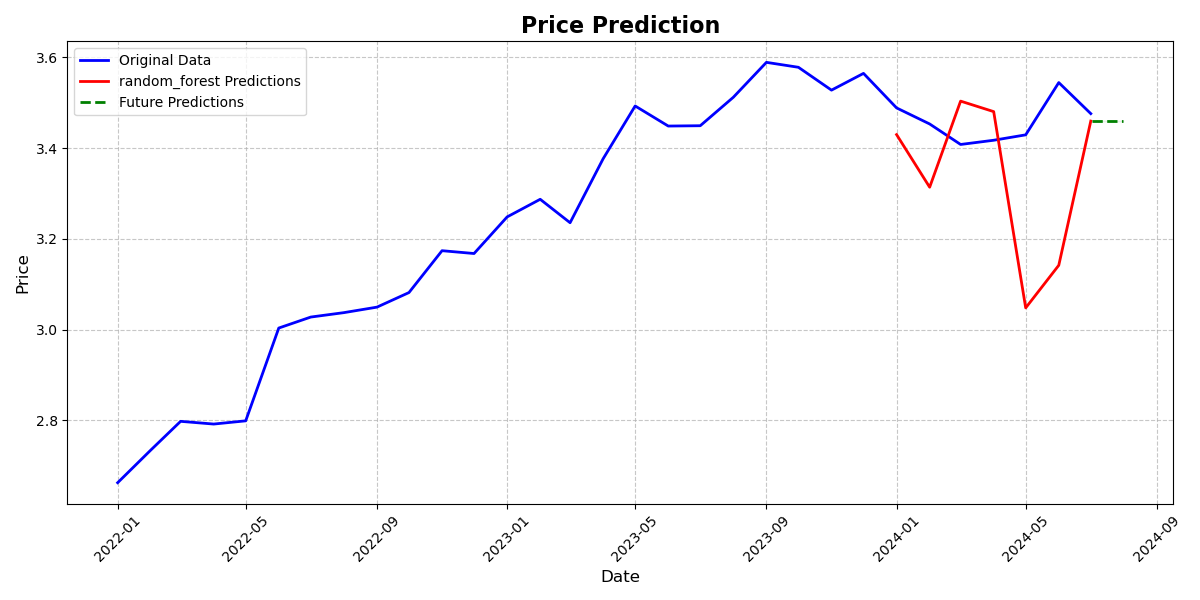 Price Prediction
Original Data
random_forest Predictions
Future Predictions
3.6
3.4
3.2
3.0
2.8
Price
2022-01
2022-05
2022-09
2023-01
2023-05
2023-09
2024-01
2024-05
2024-09
Date